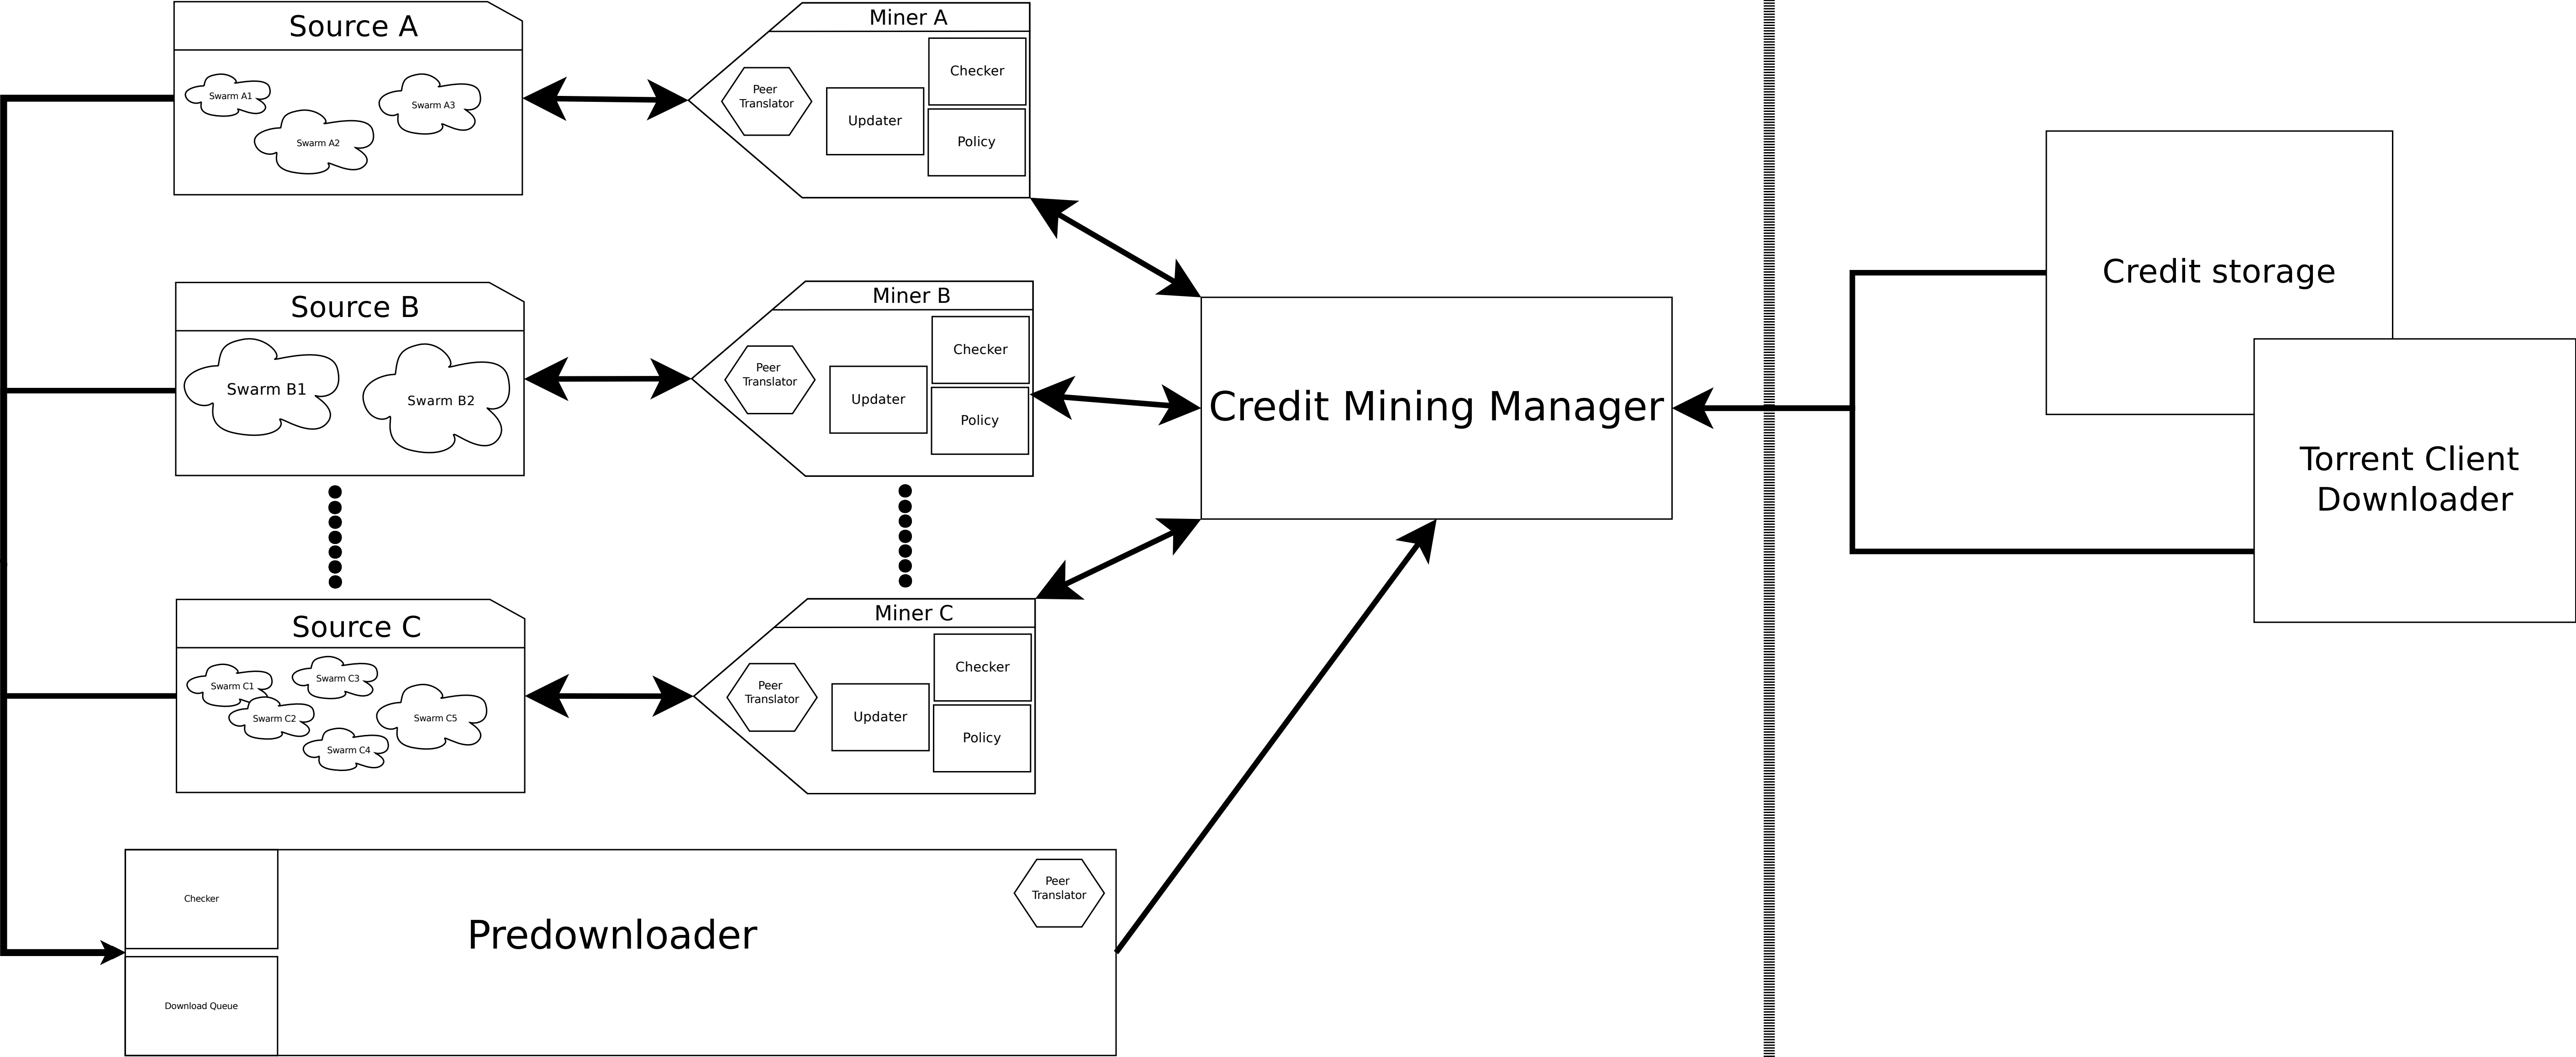 Source A
Swarm A1
Swarm A2
Swarm A3
Miner A
Peer
Translator
Updater
Checker
Policy
Source B
Swarm B1
Swarm B2
Miner B
Peer
Translator
Updater
Checker
Policy
Source C
Swarm C1
Swarm C2
Swarm C3
Swarm C4
Swarm C5
Miner C
Peer
Translator
Updater
Checker
Policy
Checker
Download Queue
Predownloader
Peer
Translator
Credit Mining Manager
Credit storage
Torrent Client
Downloader